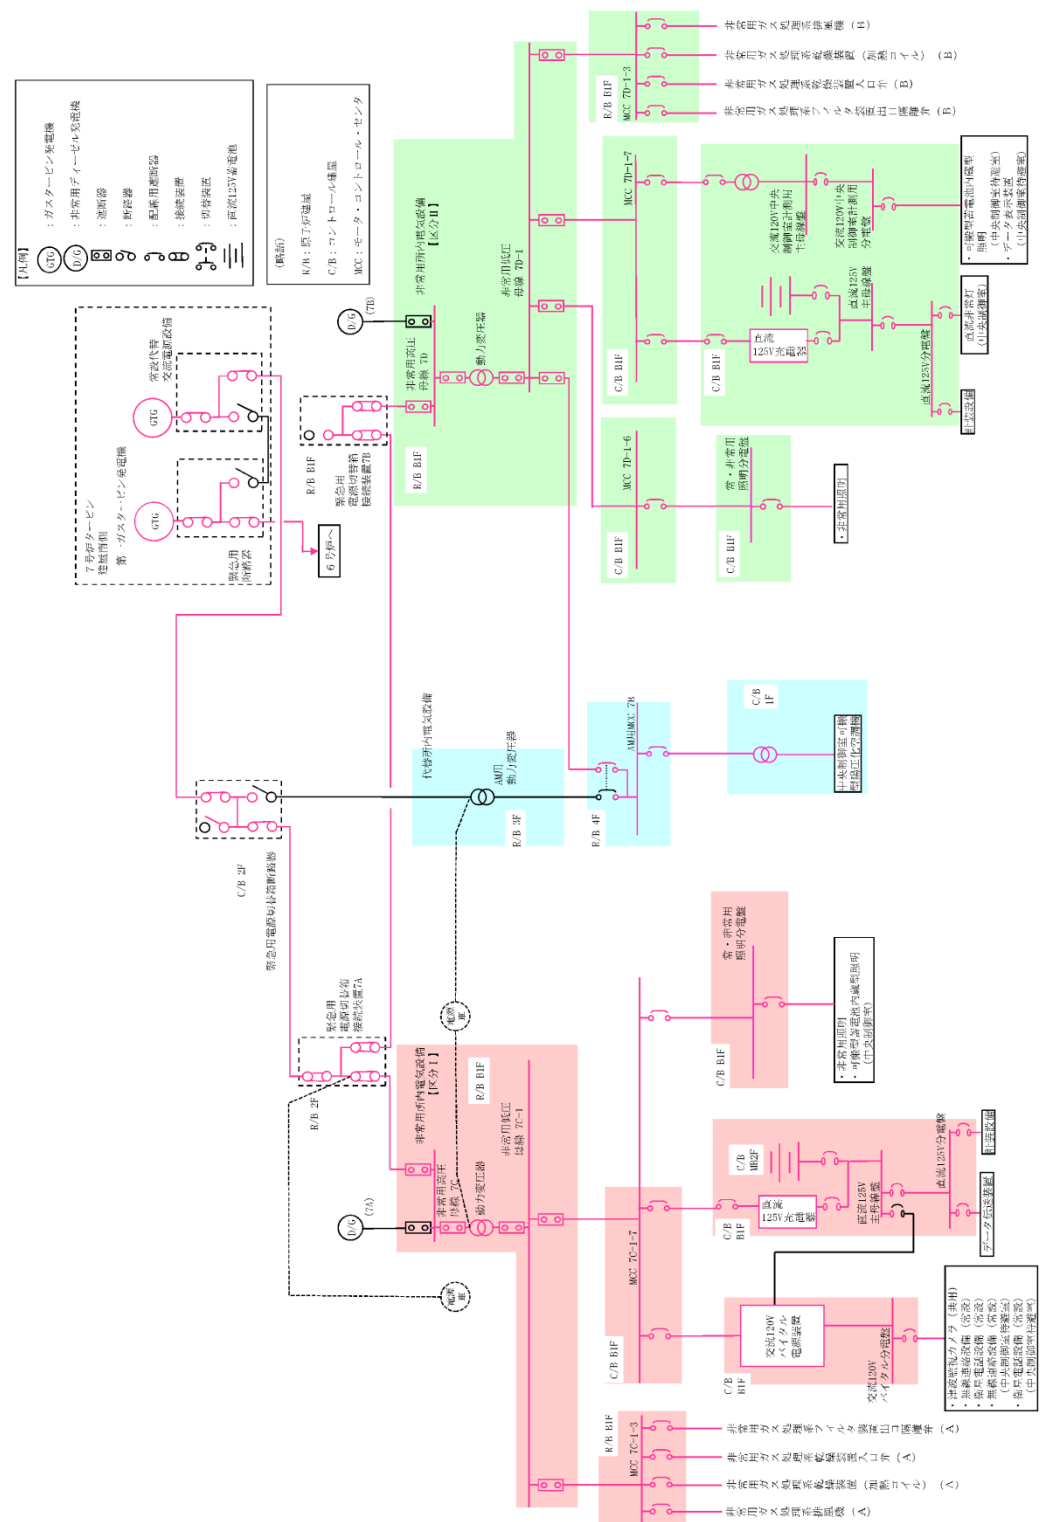 【凡例】
GTG
：ガスタービン発電機
D/G
：非常用ディーゼル発電機
：遮断器
：断路器
：配線用遮断器
：接続装置
：切替装置
：直流125V蓄電池
（略語）
R/B：原子炉建屋
C/B：コントロール建屋
MCC：モータ・コントロール・センタ
7号炉タービン
建屋南側
第一ガスタービン発電機
常設代替
交流電源設備
GTG
GTG
緊急用
断路器
6号炉へ
C/B 2F
緊急用電源切替箱断路器
R/B B1F
緊急用
電源切替箱
接続装置7B
R/B 2F
緊急用
電源切替箱
接続装置7A
電源
車
電源
車
D/G
(7B)
非常用所内電気設備
【区分Ⅱ】
非常用高圧
母線 7D
動力変圧器
R/B B1F
非常用低圧
母線 7D-1
R/B B1F
MCC 7D-1-3
非常用ガス処理系排風機（B）
非常用ガス処理系乾燥装置（加熱コイル）（B）
非常用ガス処理系乾燥装置入口弁（B）
非常用ガス処理系フィルタ装置出口隔離弁（B）
MCC 7D-1-7
C/B B1F
C/B B1F
交流120V中央
制御室計測用
主母線盤
交流120V中央
制御室計測用
分電盤
直流
125V充電器
直流125V
主母線盤
直流125V分電盤
・可搬型蓄電池内蔵型
照明
（中央制御室待避室）
・データ表示装置
（中央制御室待避室）
直流非常灯
（中央制御室）
計装設備
MCC 7D-1-6
C/B B1F
常・非常用
照明分電盤
C/B B1F
・非常用照明
代替所内電気設備
AM用
動力変圧器
R/B 3F
R/B 4F
AM用MCC 7B
C/B
1F
中央制御室可搬
型陽圧化空調機
D/G
(7A)
非常用所内電気設備
【区分Ⅰ】
非常用高圧
母線 7C
動力変圧器
R/B B1F
非常用低圧
母線 7C-1
常・非常用
照明分電盤
C/B B1F
・非常用照明
・可搬型蓄電池内蔵型照明
（中央制御室）
MCC 7C-1-7
C/B B1F
C/B
B1F
C/B
MB2F
直流
125V充電器
直流125V
主母線盤
直流125V分電盤
計装設備
データ伝送装置
交流120V
バイタル
電源装置
C/B
B1F
交流120V
バイタル分電盤
・津波監視カメラ（共用）
・無線連絡設備（常設）
・衛星電話設備（常設）
・無線連絡設備（常設）
（中央制御室待避室）
・衛星電話設備（常設）
（中央制御室待避室）
R/B B1F
MCC 7C-1-3
非常用ガス処理系フィルタ装置出口隔離弁（A）
非常用ガス処理系乾燥装置入口弁（A）
非常用ガス処理系乾燥装置（加熱コイル）（A）
非常用ガス処理系排風機（A）